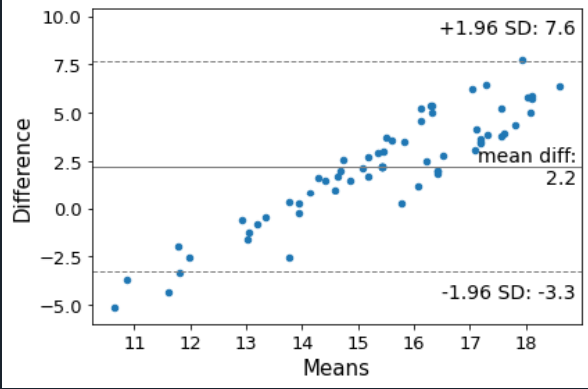 10.0
+1.96 SD: 7.6
7.5
5.0
mean diff:
2.5
2.2
0.0
−2.5
-1.96 SD: -3.3
−5.0
11 12 13 14 15 16 17 18
Means
Difference